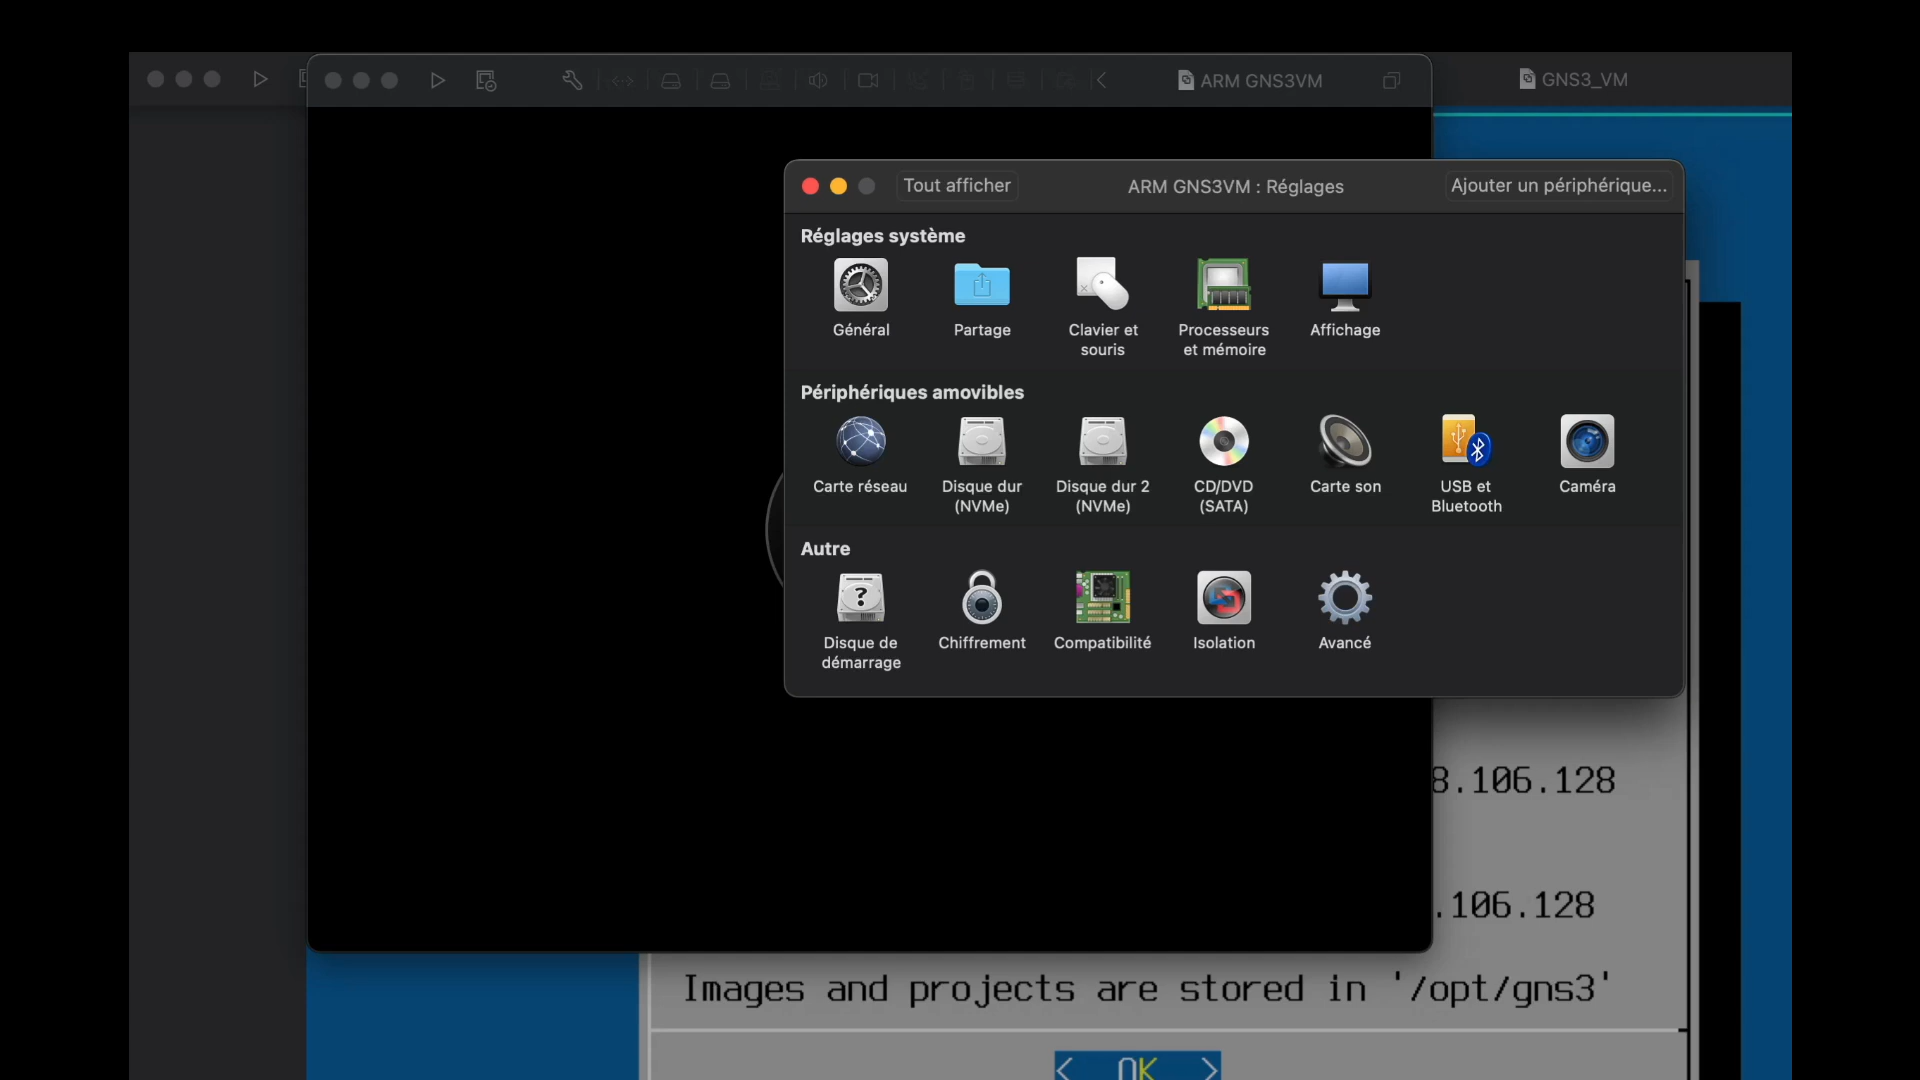 ARM GNS3VM
GNS3_VM
Tout afficher
ARM GNS3VM : Réglages
Ajouter un périphérique...
Réglages système
Général
Partage
Clavier et
souris
Processeurs
et mémoire
Affichage
Périphériques amovibles
Carte réseau
Disque dur
(NVMe)
Disque dur 2
(NVMe)
CD/DVD
(SATA)
Carte son
USB et
Bluetooth
Caméra
Autre
?
Disque de
démarrage
Chiffrement
Compatibilité
Isolation
Avancé
8.106.128
.106.128
Images and projects are stored in '/opt/gns3'
< OK >